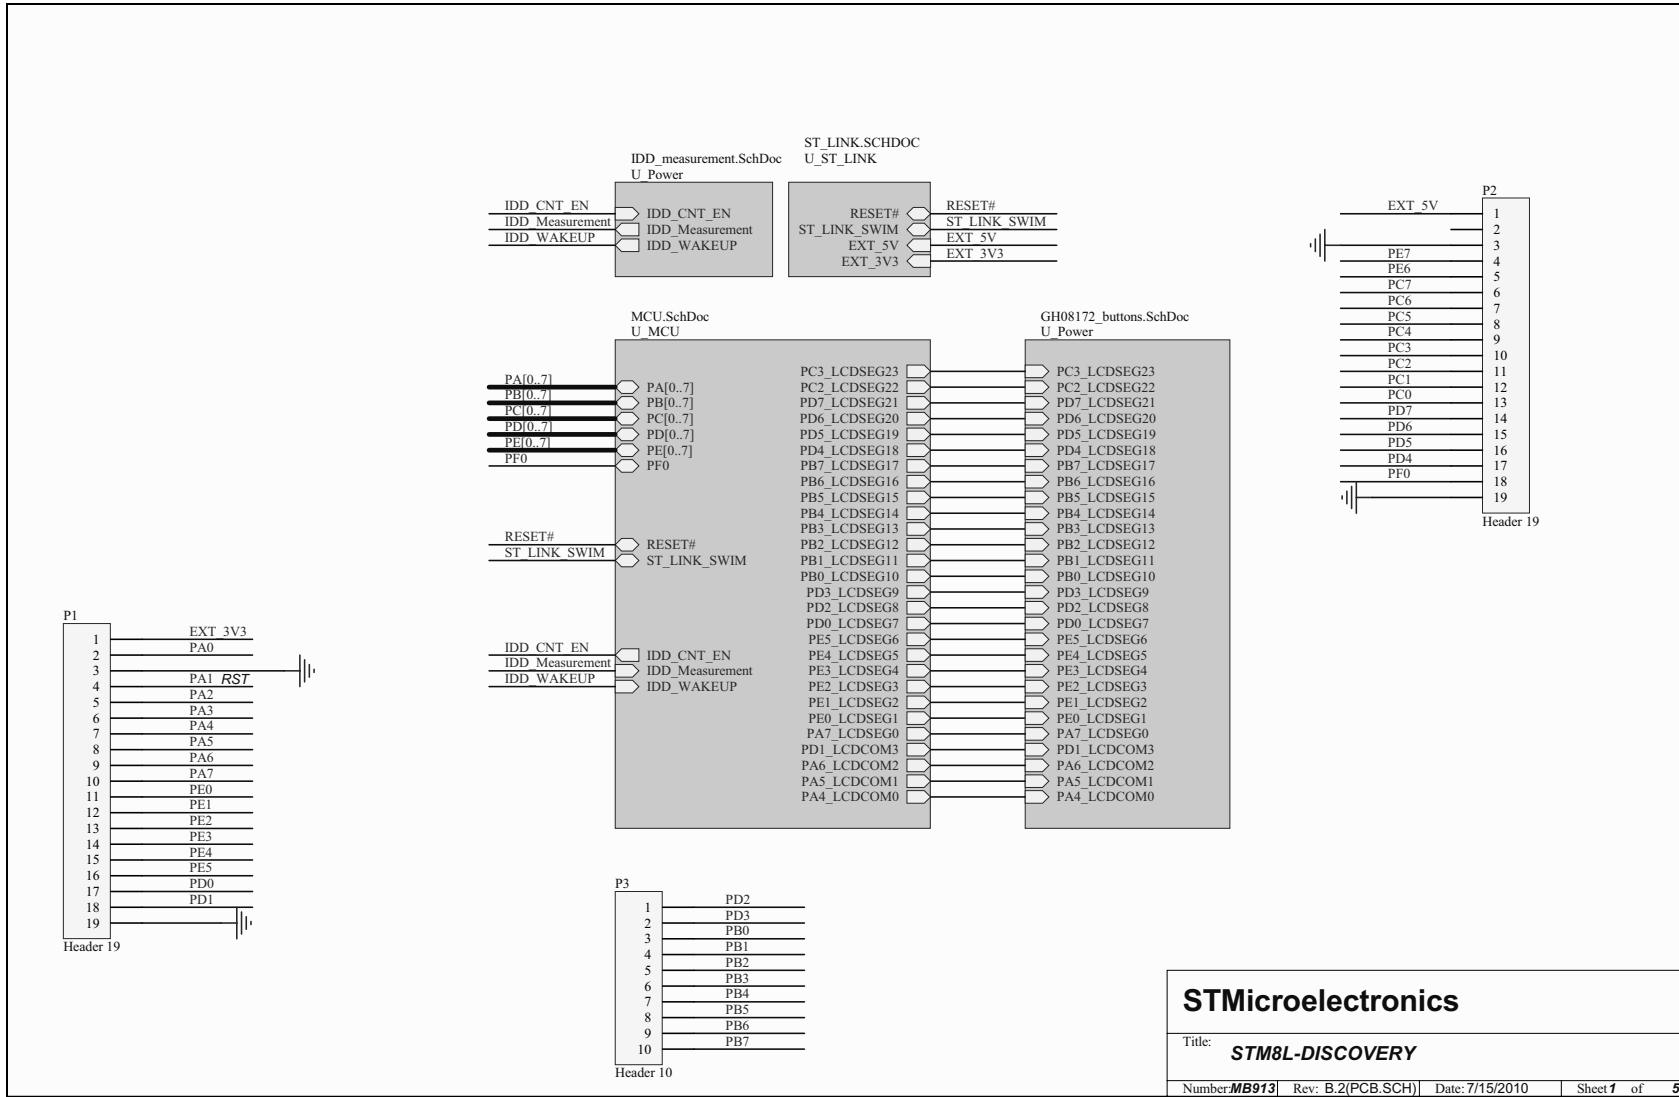 ST_LINK.SCHDOC
U_ST_LINK
IDD_measurement.SchDoc
U_Power
IDD_CNT_EN
IDD_Measurement
IDD_WAKEUP
IDD_CNT_EN
IDD_Measurement
IDD_WAKEUP
RESET#
ST_LINK_SWIM
EXT_5V
EXT_3V3
RESET#
ST_LINK_SWIM
EXT_5V
EXT_3V3
P2
EXT_5V
PE7
PE6
PC7
PC6
PC5
PC4
PC3
PC2
PC1
PC0
PD7
PD6
PD5
PD4
PF0
1
2
3
4
5
6
7
8
9
10
11
12
13
14
15
16
17
18
19
Header 19
MCU.SchDoc
U_MCU
PA[0..7]
PB[0..7]
PC[0..7]
PD[0..7]
PE[0..7]
PF0
PA[0..7]
PB[0..7]
PC[0..7]
PD[0..7]
PE[0..7]
PF0
RESET#
ST_LINK_SWIM
RESET#
ST_LINK_SWIM
IDD_CNT_EN
IDD_Measurement
IDD_WAKEUP
IDD_CNT_EN
IDD_Measurement
IDD_WAKEUP
PC3_LCDSEG23
PC2_LCDSEG22
PD7_LCDSEG21
PD6_LCDSEG20
PD5_LCDSEG19
PD4_LCDSEG18
PB7_LCDSEG17
PB6_LCDSEG16
PB5_LCDSEG15
PB4_LCDSEG14
PB3_LCDSEG13
PB2_LCDSEG12
PB1_LCDSEG11
PB0_LCDSEG10
PD3_LCDSEG9
PD2_LCDSEG8
PD0_LCDSEG7
PE5_LCDSEG6
PE4_LCDSEG5
PE3_LCDSEG4
PE2_LCDSEG3
PE1_LCDSEG2
PE0_LCDSEG1
PA7_LCDSEG0
PD1_LCDCOM3
PA6_LCDCOM2
PA5_LCDCOM1
PA4_LCDCOM0
GH08172_buttons.SchDoc
U_Power
PC3_LCDSEG23
PC2_LCDSEG22
PD7_LCDSEG21
PD6_LCDSEG20
PD5_LCDSEG19
PD4_LCDSEG18
PB7_LCDSEG17
PB6_LCDSEG16
PB5_LCDSEG15
PB4_LCDSEG14
PB3_LCDSEG13
PB2_LCDSEG12
PB1_LCDSEG11
PB0_LCDSEG10
PD3_LCDSEG9
PD2_LCDSEG8
PD0_LCDSEG7
PE5_LCDSEG6
PE4_LCDSEG5
PE3_LCDSEG4
PE2_LCDSEG3
PE1_LCDSEG2
PE0_LCDSEG1
PA7_LCDSEG0
PD1_LCDCOM3
PA6_LCDCOM2
PA5_LCDCOM1
PA4_LCDCOM0
P1
1
2
3
4
5
6
7
8
9
10
11
12
13
14
15
16
17
18
19
Header 19
EXT_3V3
PA0
PA1 RST
PA2
PA3
PA4
PA5
PA6
PA7
PE0
PE1
PE2
PE3
PE4
PE5
PD0
PD1
P3
1
2
3
4
5
6
7
8
9
10
Header 10
PD2
PD3
PB0
PB1
PB2
PB3
PB4
PB5
PB6
PB7
STMicroelectronics
Title:
STM8L-DISCOVERY
Number:MB913 Rev: B.2(PCB.SCH) Date:7/15/2010 Sheet 1 of 5